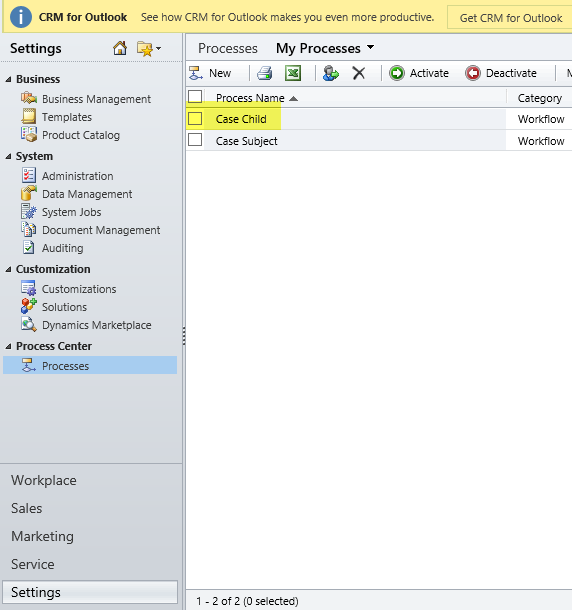 CRM for Outlook See how CRM for Outlook makes you even more productive. Get CRM for Outlook
Settings
Business
Business Management
Templates
Product Catalog
System
Administration
Data Management
System Jobs
Document Management
Auditing
Customization
Customizations
Solutions
Dynamics Marketplace
Process Center
Processes
Workplace
Sales
Marketing
Service
Settings
Processes My Processes
New Activate Deactivate
Process Name Category
Case Child Workflow
Case Subject Workflow
1 - 2 of 2 (0 selected)